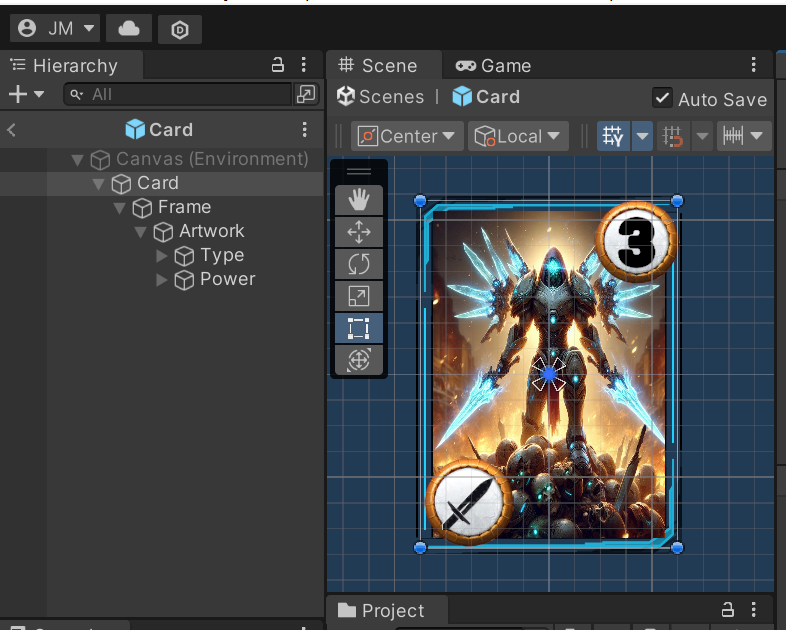 JM
Hierarchy
All
Card
Canvas (Environment)
Card
Frame
Artwork
Type
Power
Scene Game
Scenes | Card Auto Save
Center Local
3
Project